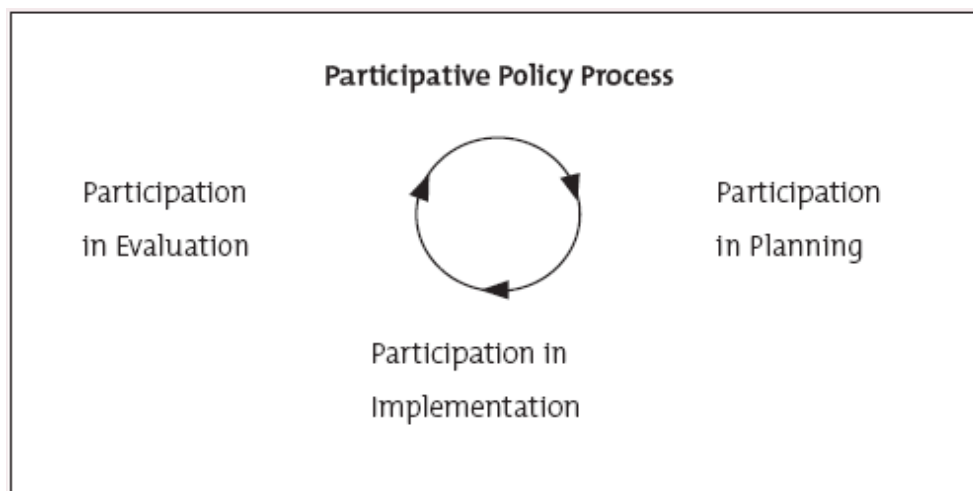 Participative Policy Process
Participation
in Evaluation
Participation
in Planning
Participation in
Implementation